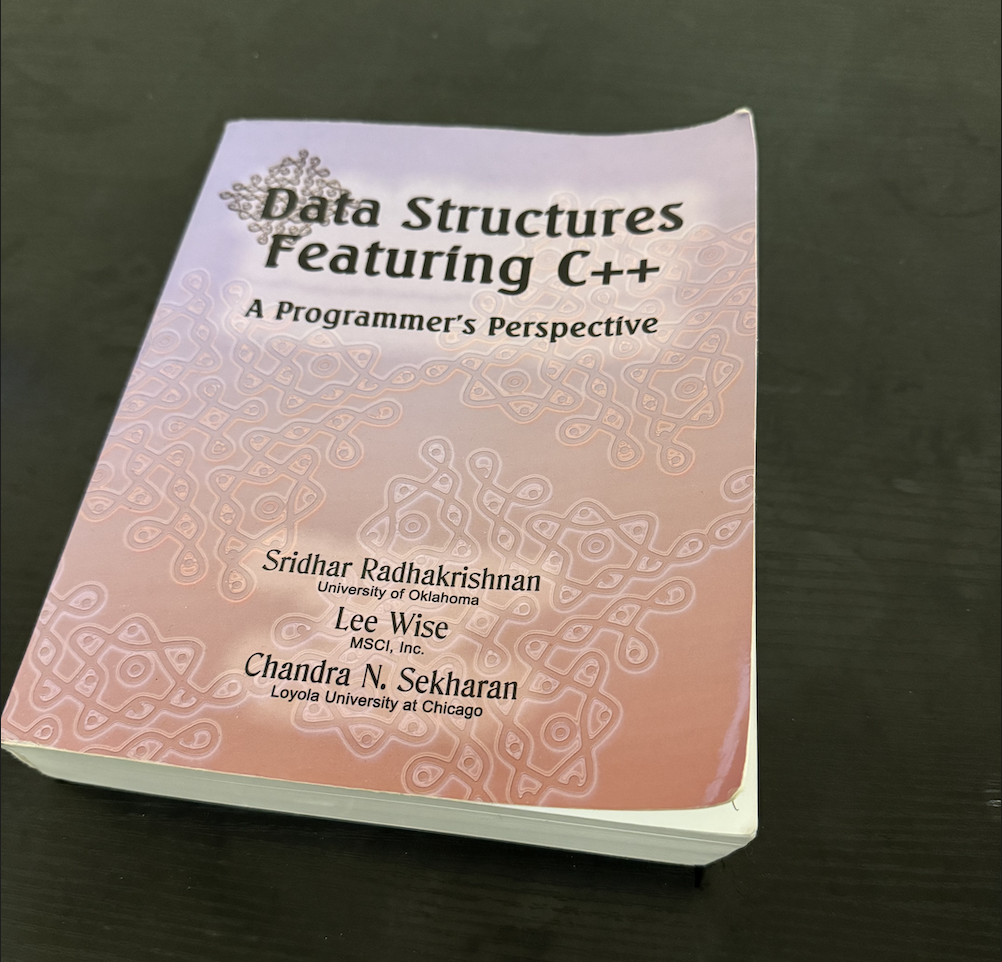 Data Structures
Featuring C++
A Programmer's Perspective
Sridhar Radhakrishnan
University of Oklahoma
Lee Wise
MSCI, Inc.
Chandra N. Sekharan
Loyola University at Chicago